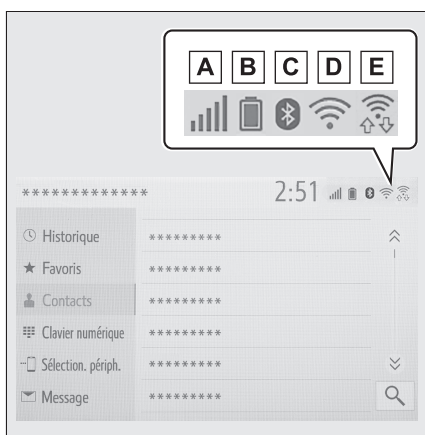 A B C D E
************* 2:51
Historique *********
Favoris *********
Contacts *********
Clavier numérique *********
Sélection. périph. *********
Message *********